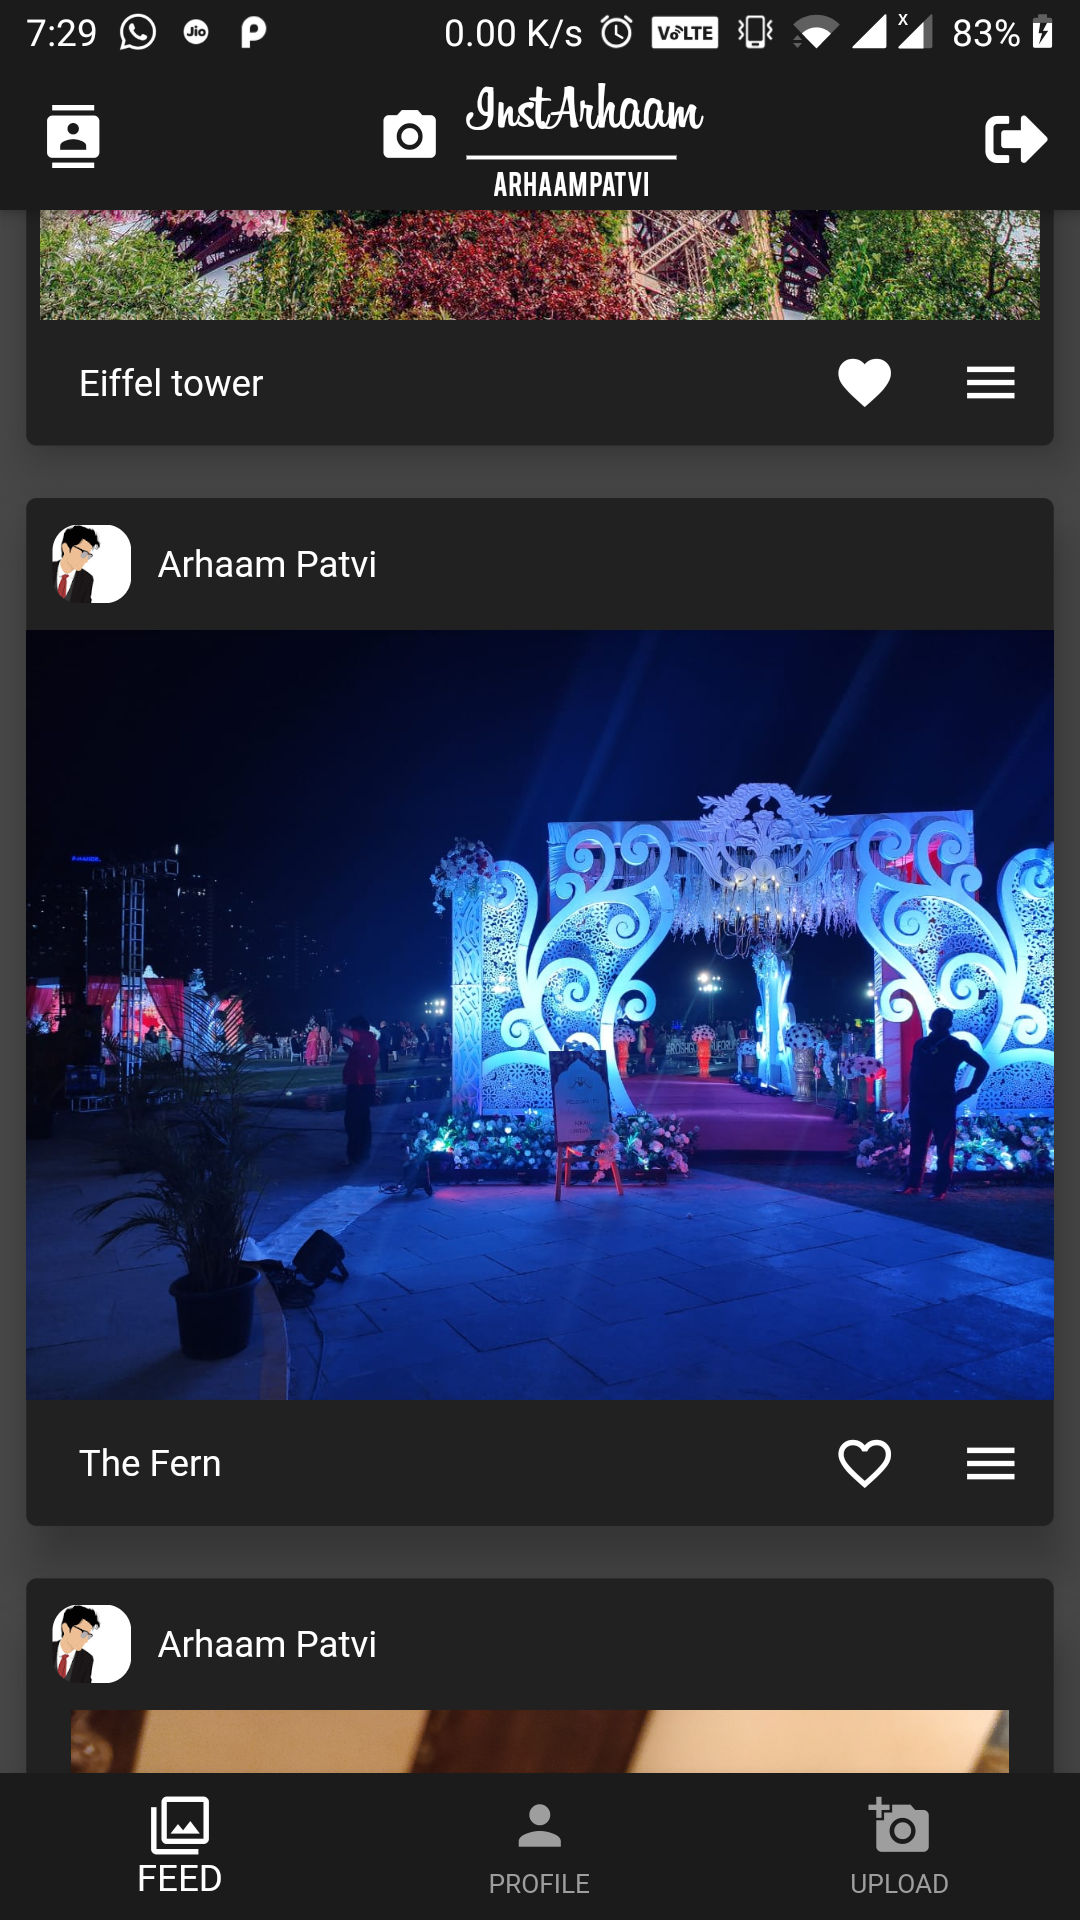 7:29 Jio 0.00 K/s VoLTE X 83%
InstArhaam
ARHAAMPATVI
Eiffel tower
Arhaam Patvi
The Fern
Arhaam Patvi
FEED PROFILE UPLOAD